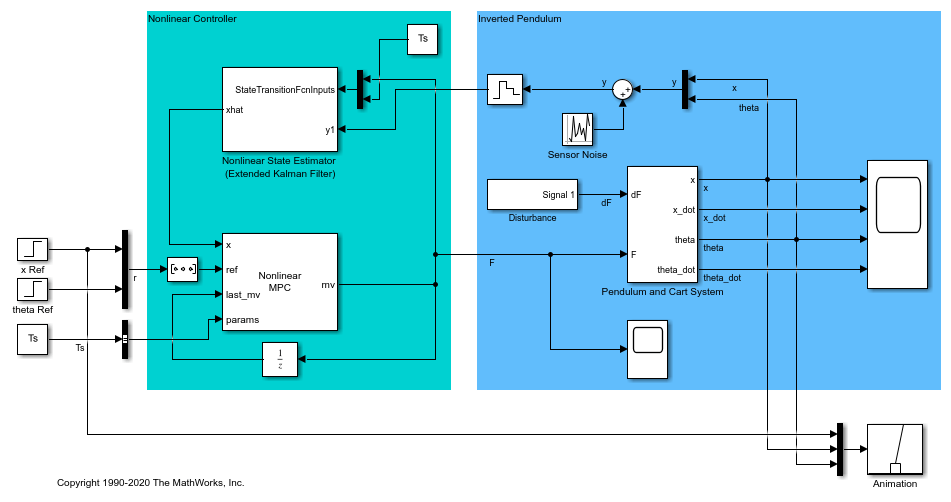 Nonlinear Controller
Inverted Pendulum
Ts
StateTransitionFcnInputs
xhat
y1
Nonlinear State Estimator
(Extended Kalman Filter)
y
y
x
theta
+
+
Sensor Noise
Signal 1
Disturbance
dF
dF
F
x
x_dot
theta
theta_dot
x
x_dot
theta
theta_dot
Pendulum and Cart System
x Ref
theta Ref
r
Ts
Ts
x
ref
last_mv
params
Nonlinear
MPC
mv
F
1
z
Animation
Copyright 1990-2020 The MathWorks, Inc.